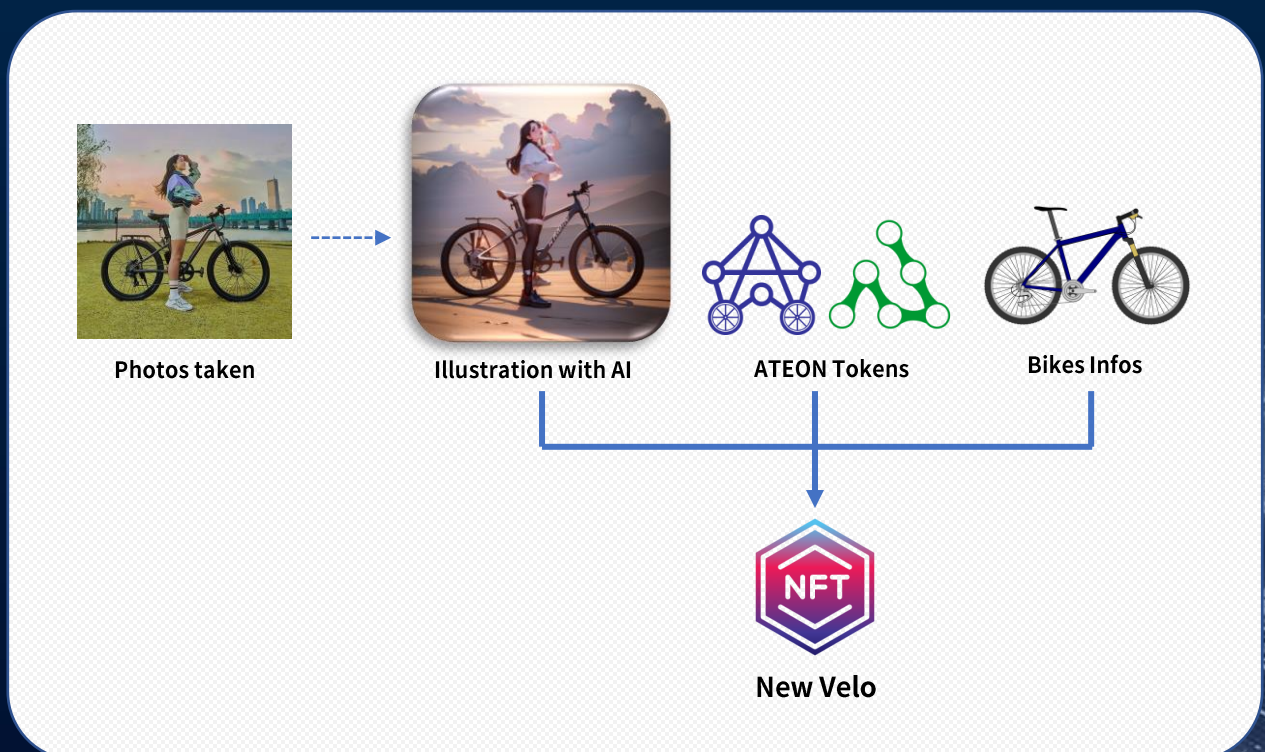 Photos taken
Illustration with AI
ATEON Tokens
Bikes Infos
NFT
New Velo